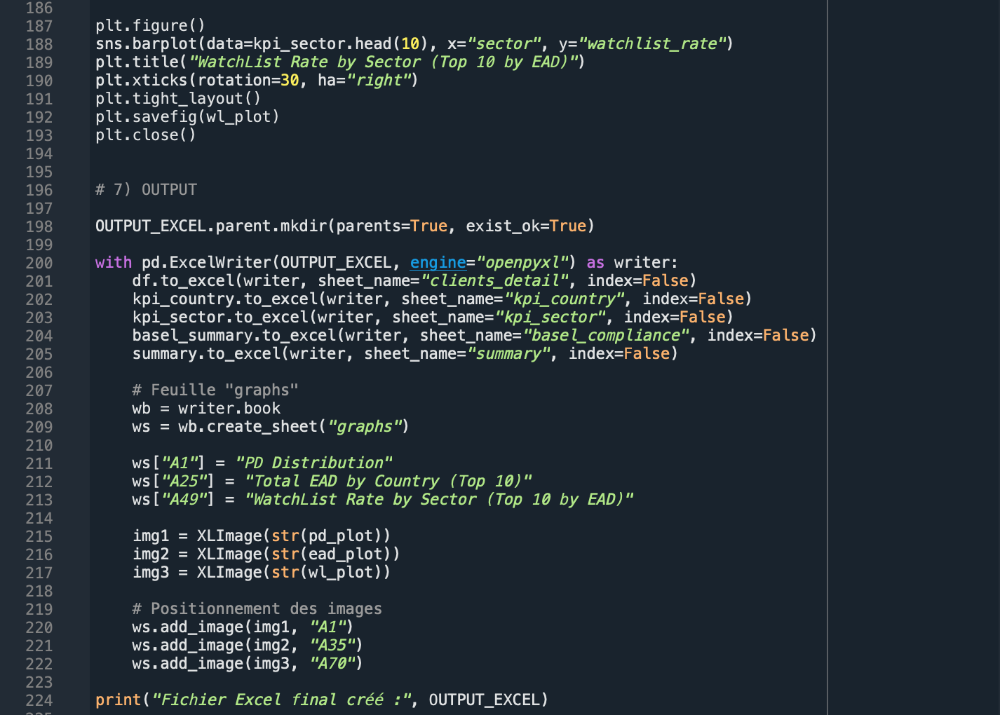 186
187 plt.figure()
188 sns.barplot(data=kpi_sector.head(10), x="sector", y="watchlist_rate")
189 plt.title("WatchList Rate by Sector (Top 10 by EAD)")
190 plt.xticks(rotation=30, ha="right")
191 plt.tight_layout()
192 plt.savefig(wl_plot)
193 plt.close()
194
195
196 # 7) OUTPUT
197
198 OUTPUT_EXCEL.parent.mkdir(parents=True, exist_ok=True)
199
200 with pd.ExcelWriter(OUTPUT_EXCEL, engine="openpyxl") as writer:
201     df.to_excel(writer, sheet_name="clients_detail", index=False)
202     kpi_country.to_excel(writer, sheet_name="kpi_country", index=False)
203     kpi_sector.to_excel(writer, sheet_name="kpi_sector", index=False)
204     basel_summary.to_excel(writer, sheet_name="basel_compliance", index=False)
205     summary.to_excel(writer, sheet_name="summary", index=False)
206
207     # Feuille "graphs"
208     wb = writer.book
209     ws = wb.create_sheet("graphs")
210
211     ws["A1"] = "PD Distribution"
212     ws["A25"] = "Total EAD by Country (Top 10)"
213     ws["A49"] = "WatchList Rate by Sector (Top 10 by EAD)"
214
215     img1 = XLImage(str(pd_plot))
216     img2 = XLImage(str(ead_plot))
217     img3 = XLImage(str(wl_plot))
218
219     # Positionnement des images
220     ws.add_image(img1, "A1")
221     ws.add_image(img2, "A35")
222     ws.add_image(img3, "A70")
223
224 print("Fichier Excel final créé :", OUTPUT_EXCEL)